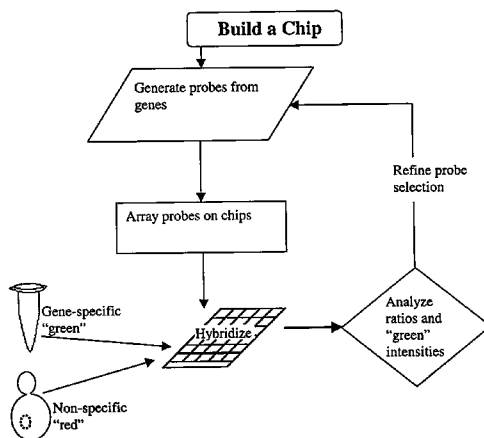 Build a Chip
Generate probes from
genes
Refine probe
selection
Array probes on chips
Gene-specific
“green”
Hybridize
Analyze
ratios and
“green”
intensities
Non-specific
“red”